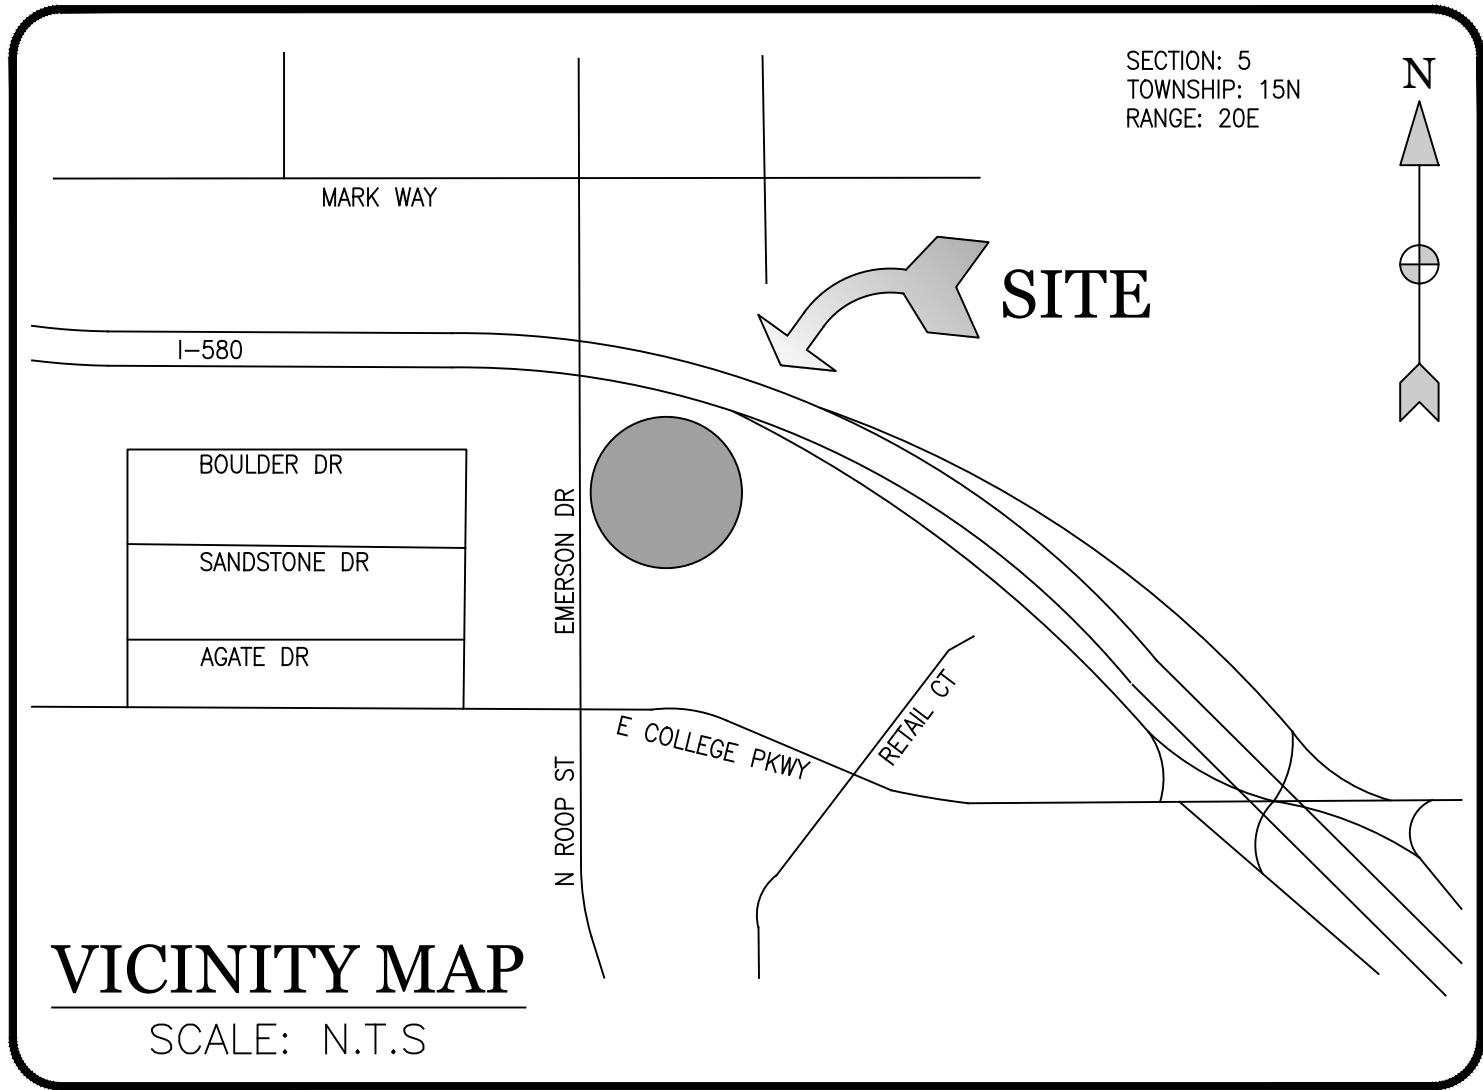 SECTION: 5
TOWNSHIP: 15N
RANGE: 20E
N
MARK WAY
SITE
I-580
BOULDER DR
SANDSTONE DR
AGATE DR
EMERSON DR
RETAIL CT
E COLLEGE PKWY
N ROOP ST
VICINITY MAP
SCALE: N.T.S